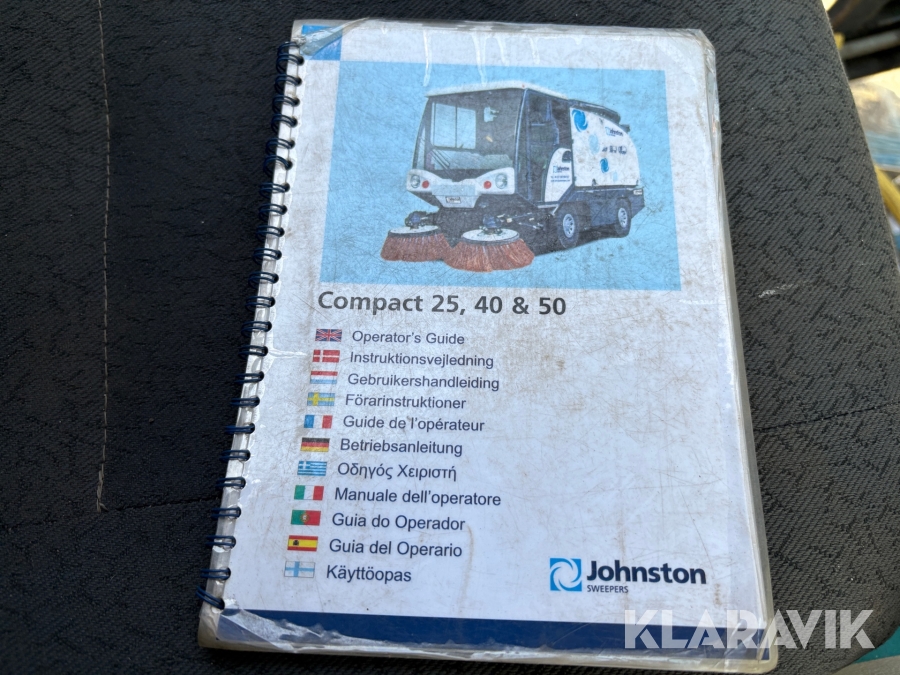 Johnston
Compact 25, 40 & 50
Operator's Guide
Instruktionsvejledning
Gebruikershandleiding
Förarinstruktioner
Guide de l'opérateur
Betriebsanleitung
Οδηγός Χειριστή
Manuale dell'operatore
Guia do Operador
Guia del Operario
Käyttöopas
Johnston
SWEEPERS
KLARAVIK